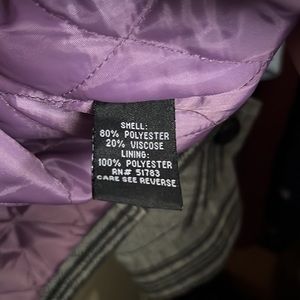 SHELL:
80% POLYESTER
20% VISCOSE
LINING:
100% POLYESTER
RN# 51783
CARE SEE REVERSE